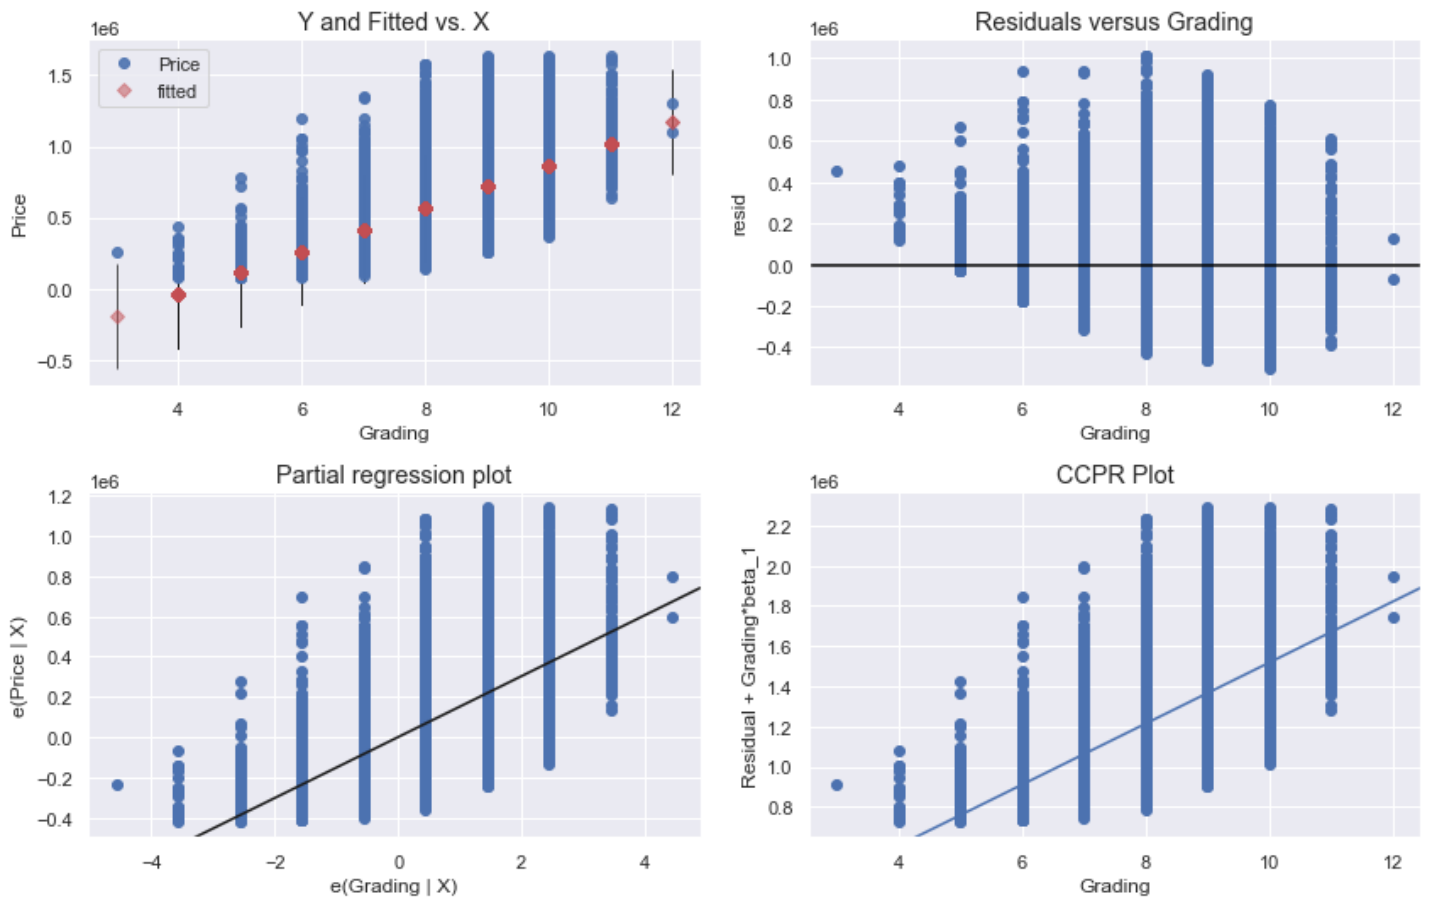 Y and Fitted vs. X
1e6
Price
fitted
1.5
1.0
0.5
0.0
−0.5
Price
4
6
8
10
12
Grading
Residuals versus Grading
1e6
1.0
0.8
0.6
0.4
0.2
0.0
−0.2
−0.4
resid
4
6
8
10
12
Grading
Partial regression plot
1e6
1.2
1.0
0.8
0.6
0.4
0.2
0.0
−0.2
−0.4
e(Price | X)
−4
−2
0
2
4
e(Grading | X)
CCPR Plot
1e6
2.2
2.0
1.8
1.6
1.4
1.2
1.0
0.8
Residual + Grading*beta_1
4
6
8
10
12
Grading